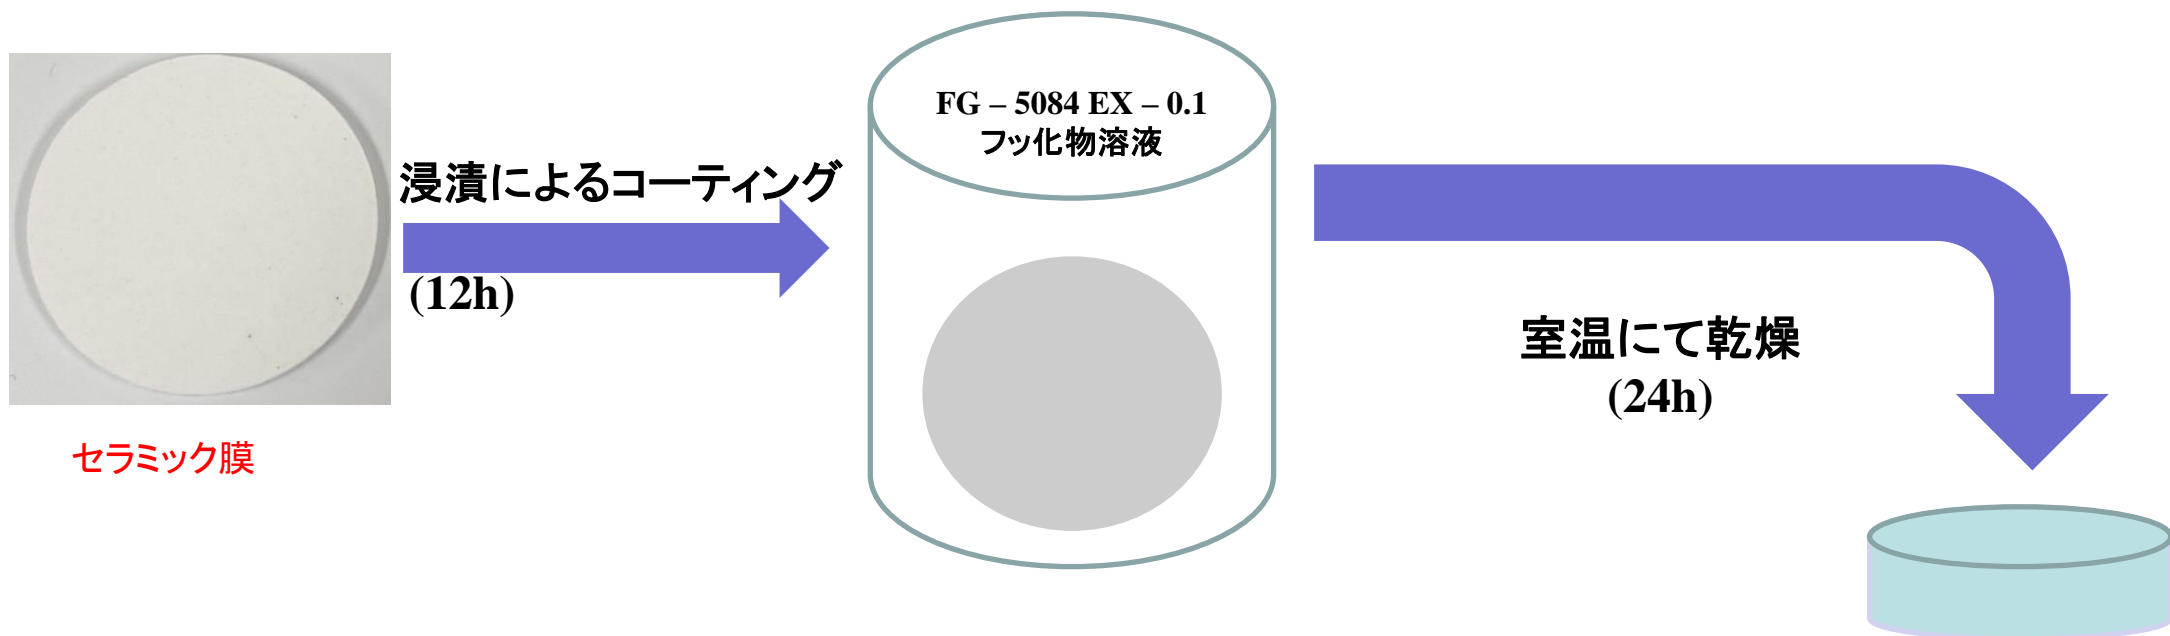 セラミック膜
浸漬によるコーティング
(12h)
FG – 5084 EX – 0.1
フッ化物溶液
室温にて乾燥
(24h)